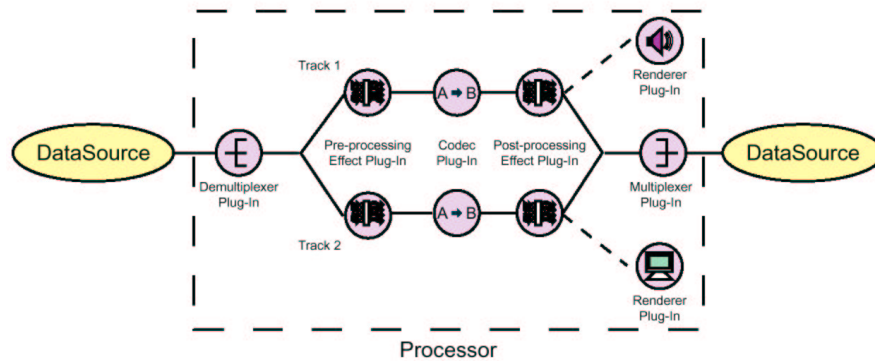 Track 1
A B
Renderer
Plug-In
DataSource
Demultiplexer
Plug-In
Pre-processing
Effect Plug-In
Codec
Plug-In
Post-processing
Effect Plug-In
Multiplexer
Plug-In
DataSource
Track 2
A B
Renderer
Plug-In
Processor